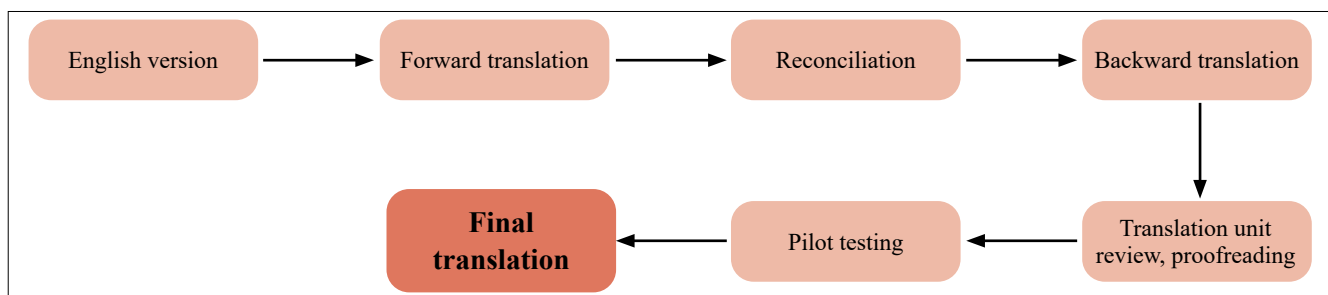 English version
Forward translation
Reconciliation
Backward translation
Translation unit
review, proofreading
Pilot testing
Final
translation